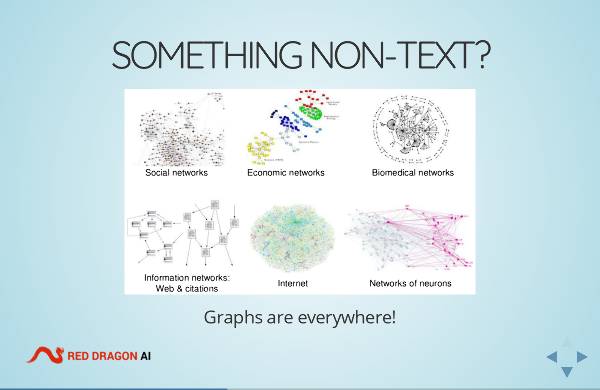 SOMETHING NON-TEXT?
Social networks
Economic networks
Biomedical networks
Information networks:
Web & citations
Internet
Networks of neurons
Graphs are everywhere!
RED DRAGON AI